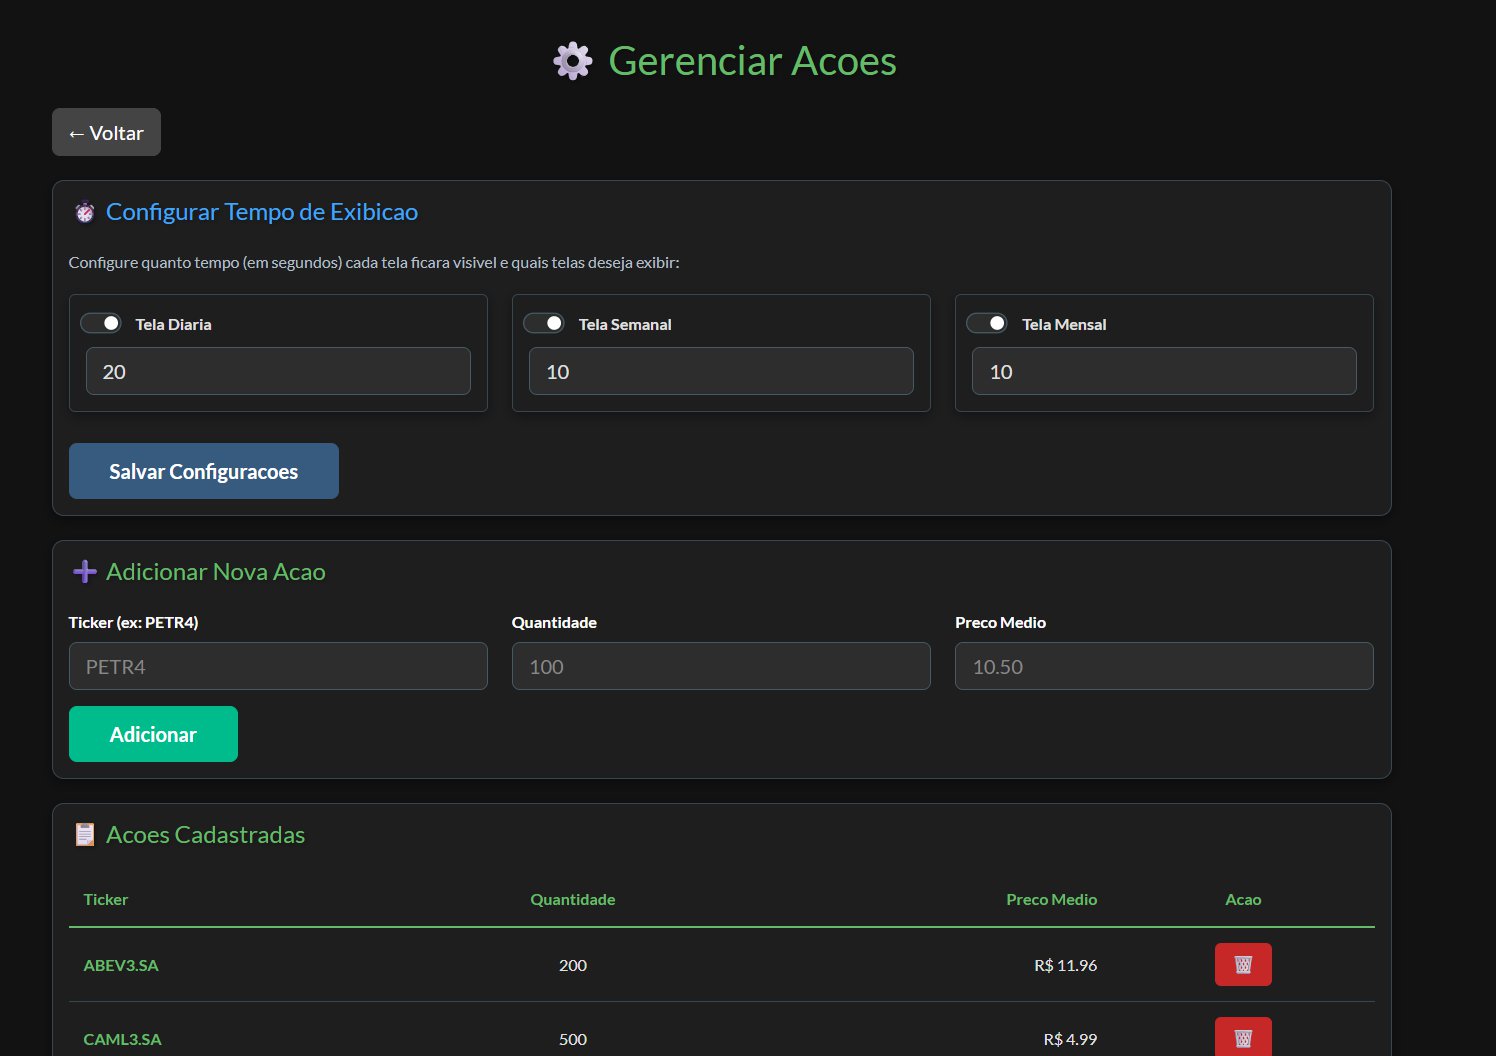 Gerenciar Acoes
← Voltar
Configurar Tempo de Exibicao
Configure quanto tempo (em segundos) cada tela ficara visivel e quais telas deseja exibir:
Tela Diaria
20
Tela Semanal
10
Tela Mensal
10
Salvar Configuracoes
Adicionar Nova Acao
Ticker (ex: PETR4)
PETR4
Quantidade
100
Preco Medio
10.50
Adicionar
Acoes Cadastradas
Ticker Quantidade Preco Medio Acao
ABEV3.SA 200 R$ 11.96
CAML3.SA 500 R$ 4.99